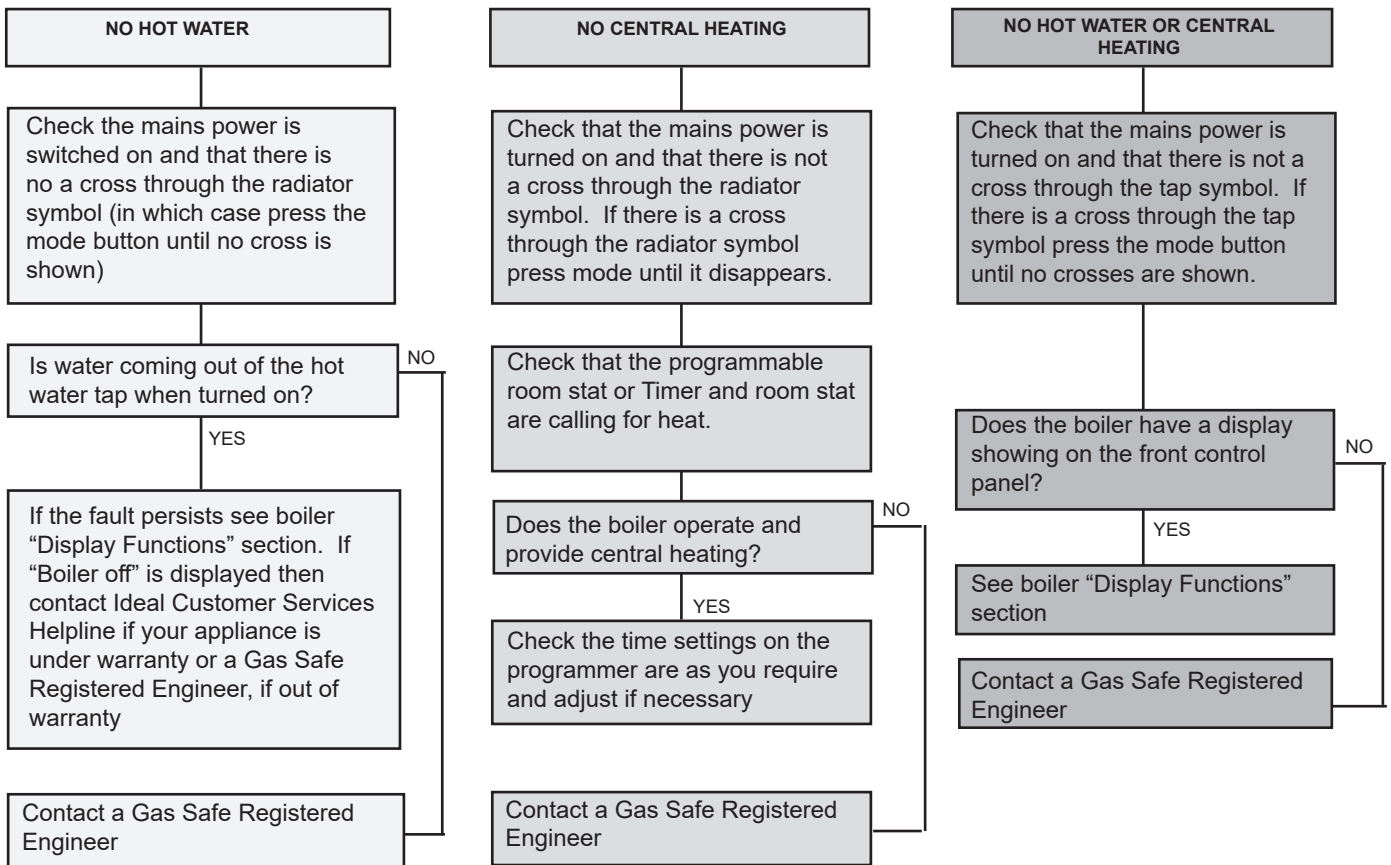 NO HOT WATER
Check the mains power is
switched on and that there is
no a cross through the radiator
symbol (in which case press the
mode button until no cross is
shown)
Is water coming out of the hot
water tap when turned on?
NO
YES
If the fault persists see boiler
“Display Functions” section.  If
“Boiler off” is displayed then
contact Ideal Customer Services
Helpline if your appliance is
under warranty or a Gas Safe
Registered Engineer, if out of
warranty
Contact a Gas Safe Registered
Engineer
NO CENTRAL HEATING
Check that the mains power is
turned on and that there is not
a cross through the radiator
symbol.  If there is a cross
through the radiator symbol
press mode until it disappears.
Check that the programmable
room stat or Timer and room stat
are calling for heat.
Does the boiler operate and
provide central heating?
NO
YES
Check the time settings on the
programmer are as you require
and adjust if necessary
Contact a Gas Safe Registered
Engineer
NO HOT WATER OR CENTRAL
HEATING
Check that the mains power is
turned on and that there is not a
cross through the tap symbol.  If
there is a cross through the tap
symbol press the mode button
until no crosses are shown.
Does the boiler have a display
showing on the front control
panel?
NO
YES
See boiler “Display Functions”
section
Contact a Gas Safe Registered
Engineer